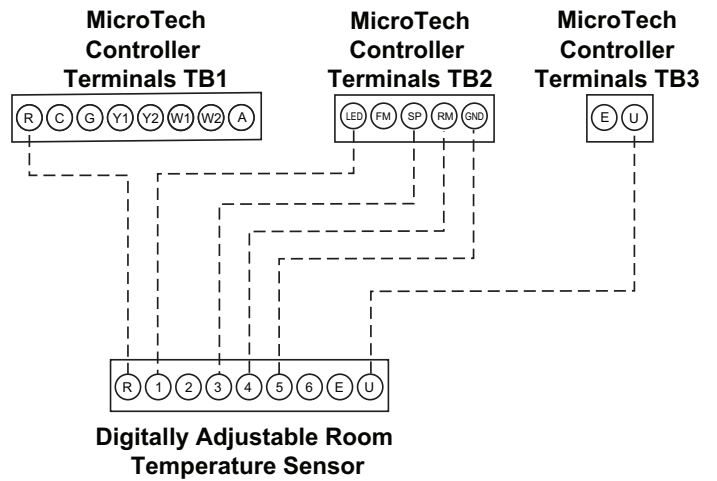 MicroTech
Controller
Terminals TB1
R C G Y1 Y2 W1 W2 A
MicroTech
Controller
Terminals TB2
LED FM SP RM GND
MicroTech
Controller
Terminals TB3
E U
R 1 2 3 4 5 6 E U
Digitally Adjustable Room
Temperature Sensor